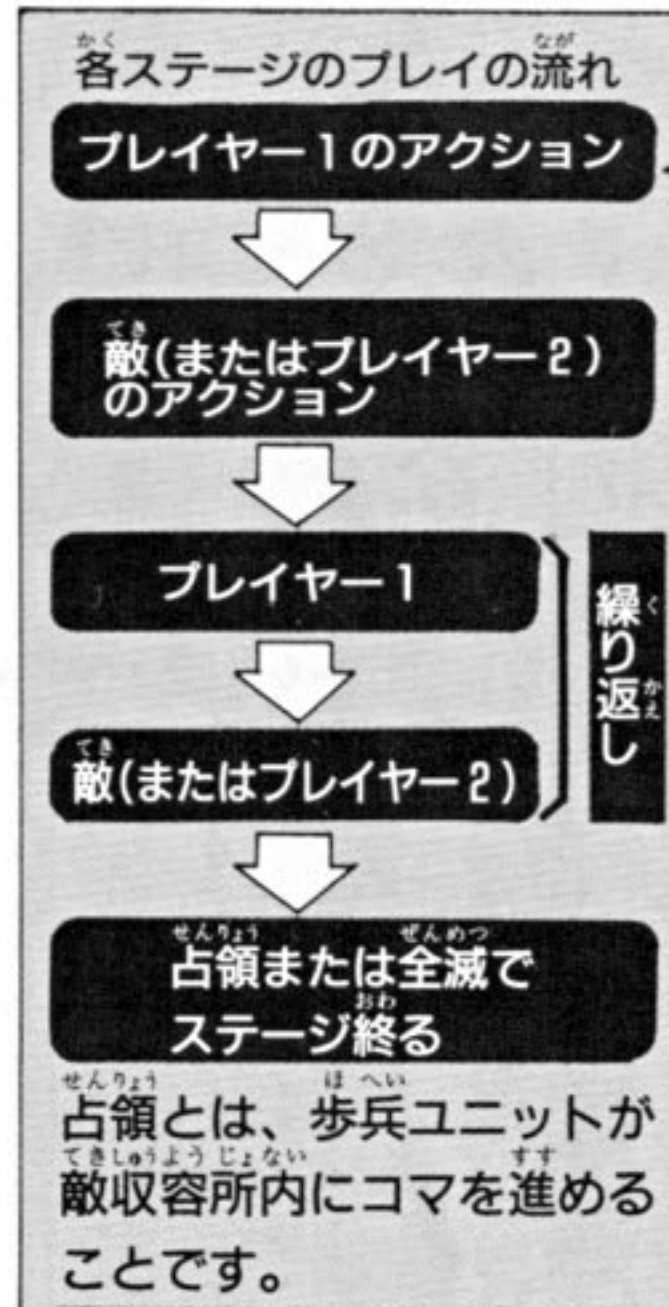 各ステージのプレイの流れ
プレイヤー1のアクション
敵(またはプレイヤー2)
のアクション
プレイヤー1
敵(またはプレイヤー2)
繰り返し
占領または全滅で
ステージ終る
占領とは、歩兵ユニットが
敵収容所内にコマを進める
ことです。